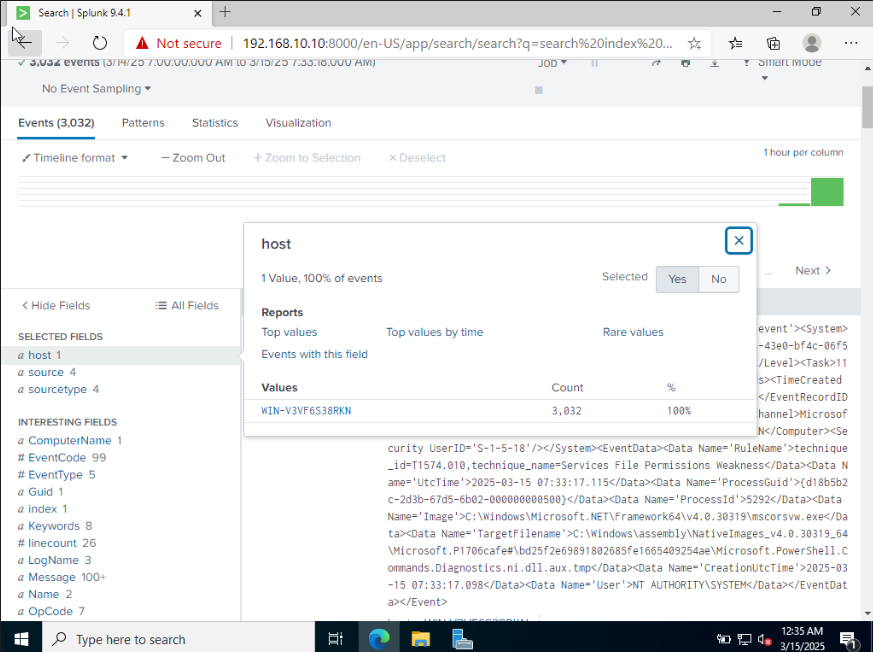 Search | Splunk 9.4.1
Not secure
192.168.10.10:8000/en-US/app/search/search?q=search%20index%20...
3,032 events (3/14/25 7:00:00.000 AM to 3/15/25 7:33:18.000 AM)
Job
Smart Mode
No Event Sampling
Events (3,032)
Patterns
Statistics
Visualization
Timeline format
— Zoom Out
+ Zoom to Selection
× Deselect
1 hour per column
host
1 Value, 100% of events
Selected
Yes
No
...
Next >
Reports
Top values
Top values by time
Rare values
Events with this field
Values
Count
%
WIN-V3VF6S38RKN
3,032
100%
< Hide Fields
All Fields
SELECTED FIELDS
a host 1
a source 4
a sourcetype 4
INTERESTING FIELDS
a ComputerName 1
# EventCode 99
# EventType 5
a Guid 1
a index 1
a Keywords 8
# linecount 26
a LogName 3
a Message 100+
a Name 2
a OpCode 7
event'><System>
-43e0-bf4c-06f5
/Level><Task>11
s><TimeCreated
</EventRecordID
hannel>Microsof
N</Computer><Se
curity UserID='S-1-5-18'/></System><EventData><Data Name='RuleName'>technique
_id=T1574.010,technique_name=Services File Permissions Weakness</Data><Data N
ame='UtcTime'>2025-03-15 07:33:17.115</Data><Data Name='ProcessGuid'>{d18b5b2
c-2d3b-67d5-6b02-000000000500}</Data><Data Name='ProcessId'>5292</Data><Data
Name='Image'>C:\Windows\Microsoft.NET\Framework64\v4.0.30319\mscorsvw.exe</Da
ta><Data Name='TargetFilename'>C:\Windows\assembly\NativeImages_v4.0.30319_64
\Microsoft.P1706cafe#\bd25f2e69891802685fe1665409254ae\Microsoft.PowerShell.C
ommands.Diagnostics.ni.dll.aux.tmp</Data><Data Name='CreationUtcTime'>2025-03
-15 07:33:17.098</Data><Data Name='User'>NT AUTHORITY\SYSTEM</Data></EventDat
a></Event>
Type here to search
12:35 AM
3/15/2025
1